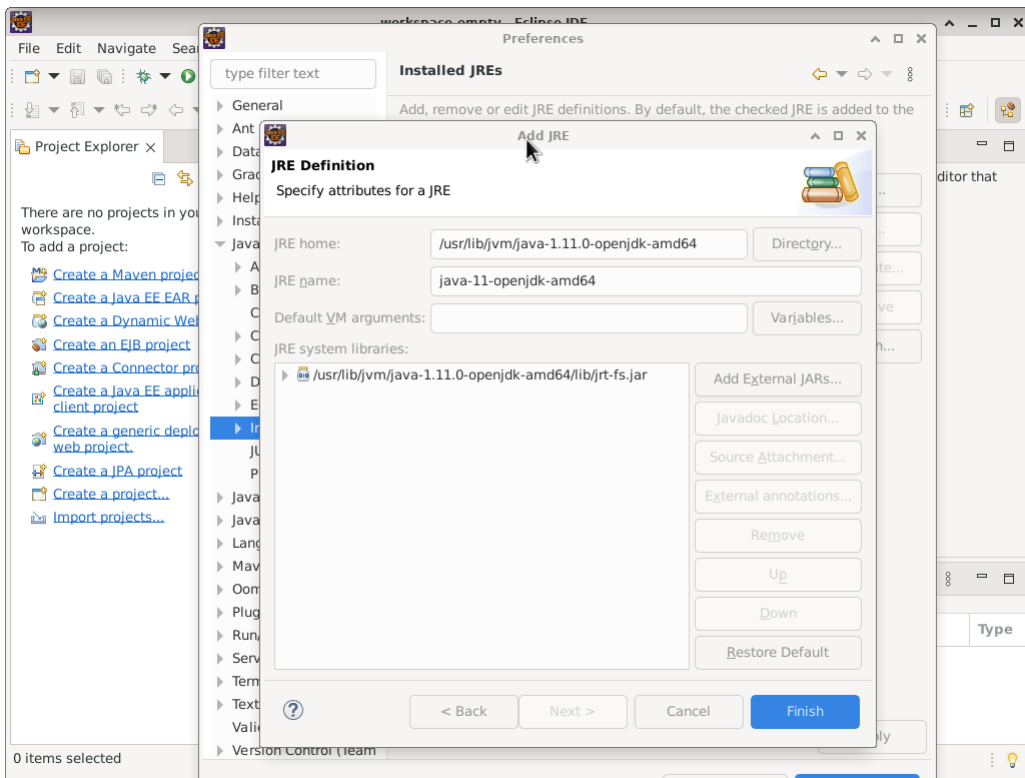 workspace-empty - Eclipse IDE
File Edit Navigate
Preferences
type filter text
Installed JREs
Add, remove or edit JRE definitions. By default, the checked JRE is added to the
General
Ant
Project Explorer
Add JRE
JRE Definition
Specify attributes for a JRE
There are no projects in
workspace.
To add a project:
Create a Maven
Create a Java EE EAR
Create a Dynamic
Create an EJB project
Create a Connector
Create a Java EE
client project
Create a generic
web project.
Create a JPA project
Create a project...
Import projects...
Java
JRE home: /usr/lib/jvm/java-1.11.0-openjdk-amd64 Directory...
JRE name: java-11-openjdk-amd64
Default VM arguments: Variables...
JRE system libraries:
/usr/lib/jvm/java-1.11.0-openjdk-amd64/lib/jrt-fs.jar
Add External JARs...
Javadoc Location...
Source Attachment...
External annotations...
Remove
Up
Down
Restore Default
Java
Java
Text
Version Control (Team
that
Type
? < Back Next > Cancel Finish
0 items selected